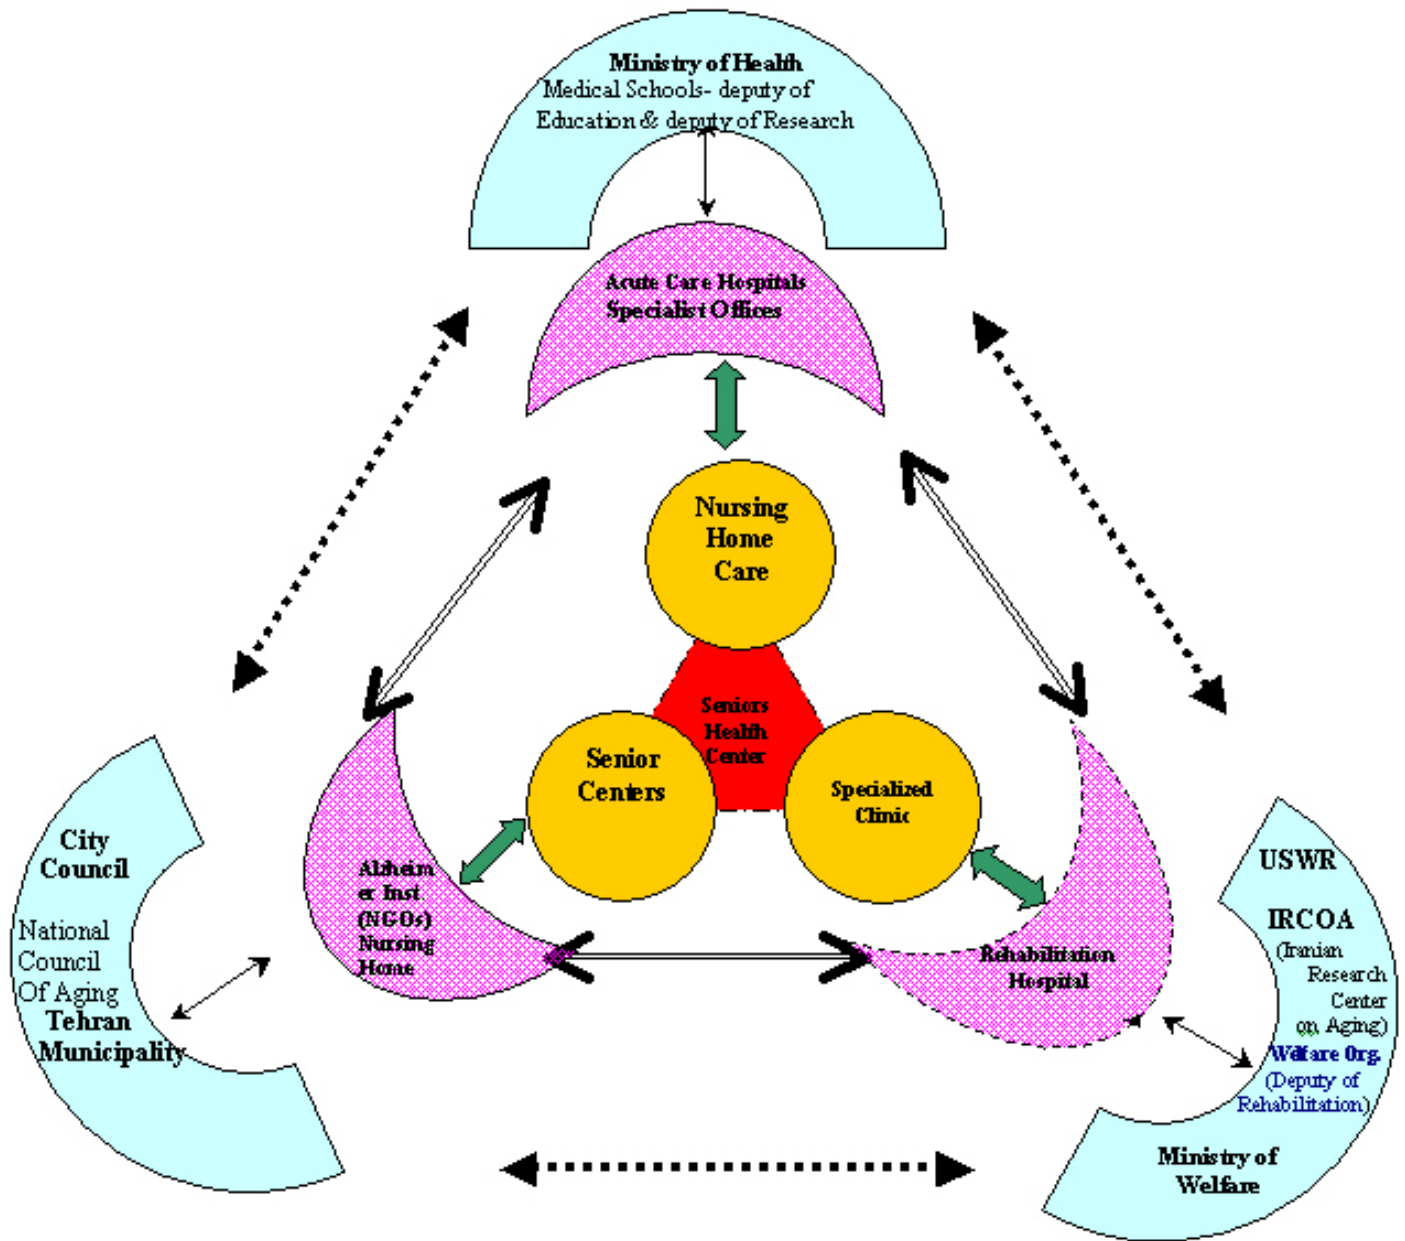 Ministry of Health
Medical Schools- deputy of
Education & deputy of Research
Acute Care Hospitals
Specialist Offices
Nursing
Home
Care
Seniors
Health
Center
Senior
Centers
Specialized
Clinic
City
Council
National
Council
Of Aging
Tehran
Municipality
Alzheim
er Inst.
(NGOs)
Nursing
Home
Rehabilitation
Hospital
USWR
IRCOA
(Iranian
Research
Center
on Aging)
Welfare Org.
(Deputy of
Rehabilitation)
Ministry of
Welfare